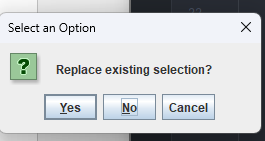 Select an Option
Replace existing selection?
Yes No Cancel